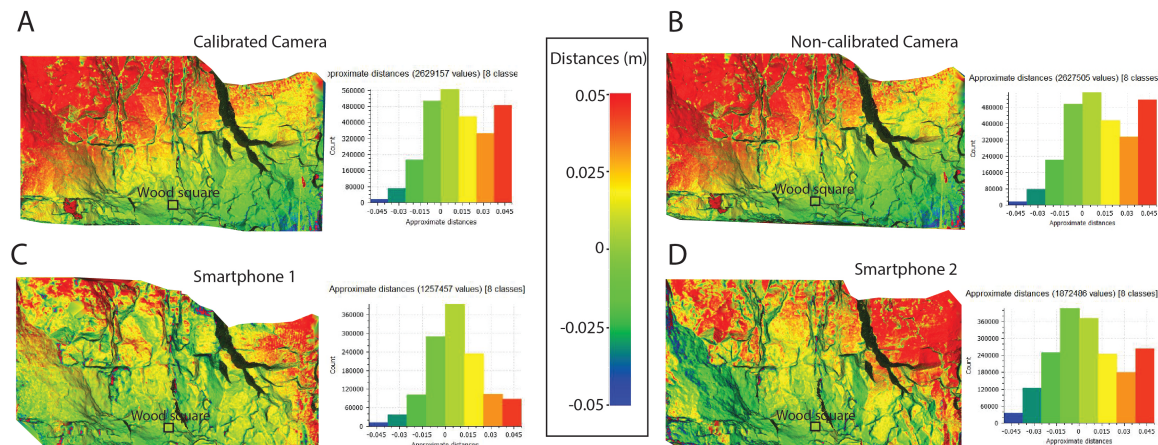 A
Calibrated Camera
pproximate distances (2629157 values) [8 classe
Count
560000
480000
400000
320000
240000
160000
80000
0
-0.045 -0.03 -0.015 0 0.015 0.03 0.045
Approximate distances
Wood square
Distances (m)
0.05
0.025
0
-0.025
-0.05
B
Non-calibrated Camera
Approximate distances (2627505 values) [8 classes
Count
480000
400000
320000
240000
160000
80000
0
-0.045 -0.03 -0.015 0 0.015 0.03 0.045
Approximate distances
Wood square
C
Smartphone 1
Approximate distances (1257457 values) [8 classes]
Count
360000
300000
240000
180000
120000
60000
0
-0.045 -0.03 -0.015 0 0.015 0.03 0.045
Approximate distances
Wood square
D
Smartphone 2
Approximate distances (1872486 values) [8 classes]
Count
360000
300000
240000
180000
120000
60000
0
-0.045 -0.03 -0.015 0 0.015 0.03 0.045
Approximate distances
Wood square